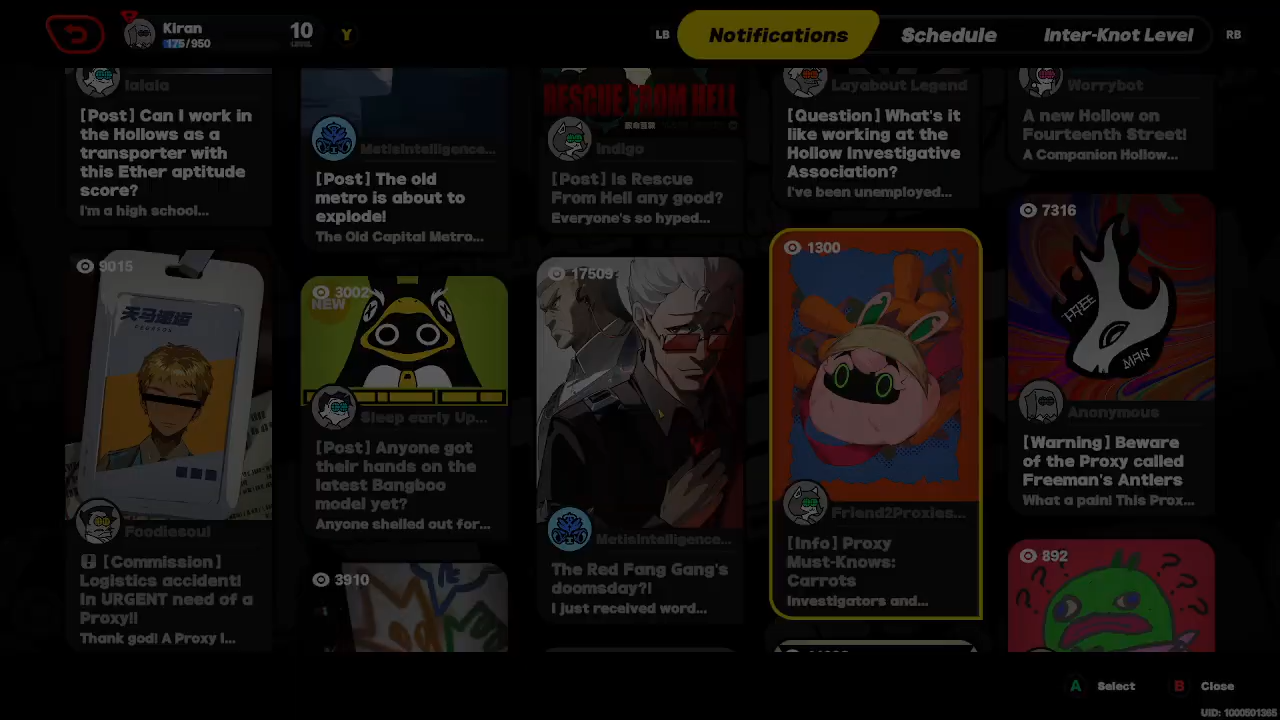 Kiran
175/950
10
LEVEL
Y
LB
Notifications
Schedule
Inter-Knot Level
RB
lalala
[Post] Can I work in
the Hollows as a
transporter with
this Ether aptitude
score?
I'm a high school...
9015
天马速运
Foodiesoul
[Commission]
Logistics accident!
In URGENT need of a
Proxy!!
Thank god! A Proxy I...
MetisIntelligence...
[Post] The old
metro is about to
explode!
The Old Capital Metro...
3002
NEW
Sleep early Up...
[Post] Anyone got
their hands on the
latest Bangboo
model yet?
Anyone shelled out for...
3910
RESCUE FROM HELL
Indigo
[Post] Is Rescue
From Hell any good?
Everyone's so hyped...
17509
MetisIntelligence...
The Red Fang Gang's
doomsday?!
I just received word...
Layabout Legend
[Question] What's it
like working at the
Hollow Investigative
Association?
I've been unemployed...
1300
Friend2Proxies...
[Info] Proxy
Must-Knows:
Carrots
Investigators and...
Worrybot
A new Hollow on
Fourteenth Street!
A Companion Hollow...
7316
FREE
MAN
Anonymous
[Warning] Beware
of the Proxy called
Freeman's Antlers
What a pain! This Prox...
892
A Select
B Close
UID: 1000501365